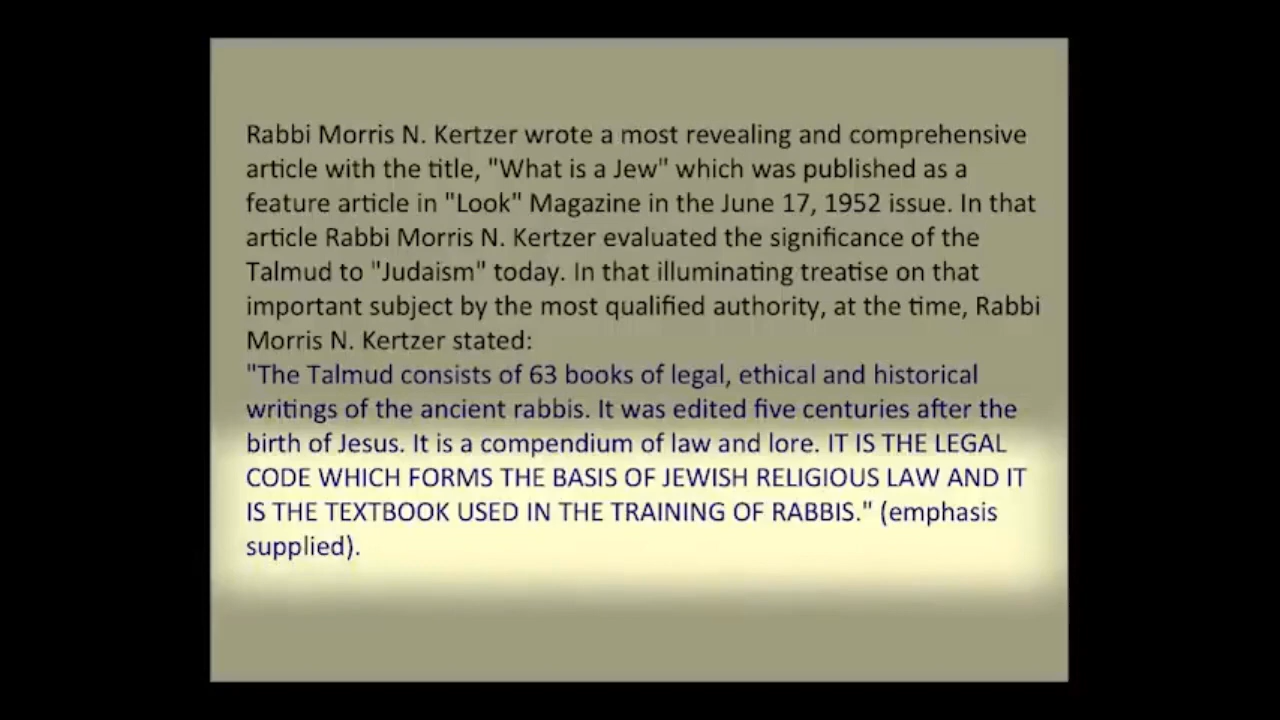 Rabbi Morris N. Kertzer wrote a most revealing and comprehensive
article with the title, "What is a Jew" which was published as a
feature article in "Look" Magazine in the June 17, 1952 issue. In that
article Rabbi Morris N. Kertzer evaluated the significance of the
Talmud to "Judaism" today. In that illuminating treatise on that
important subject by the most qualified authority, at the time, Rabbi
Morris N. Kertzer stated:
"The Talmud consists of 63 books of legal, ethical and historical
writings of the ancient rabbis. It was edited five centuries after the
birth of Jesus. It is a compendium of law and lore. IT IS THE LEGAL
CODE WHICH FORMS THE BASIS OF JEWISH RELIGIOUS LAW AND IT
IS THE TEXTBOOK USED IN THE TRAINING OF RABBIS." (emphasis
supplied).